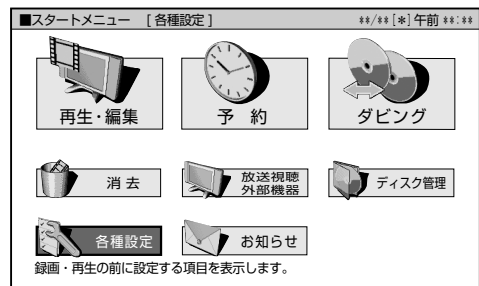 ■スタートメニュー [各種設定] **/**[*]午前**:**
再生・編集
予 約
ダビング
消 去
放送視聴
外部機器
ディスク管理
各種設定
お知らせ
録画・再生の前に設定する項目を表示します。